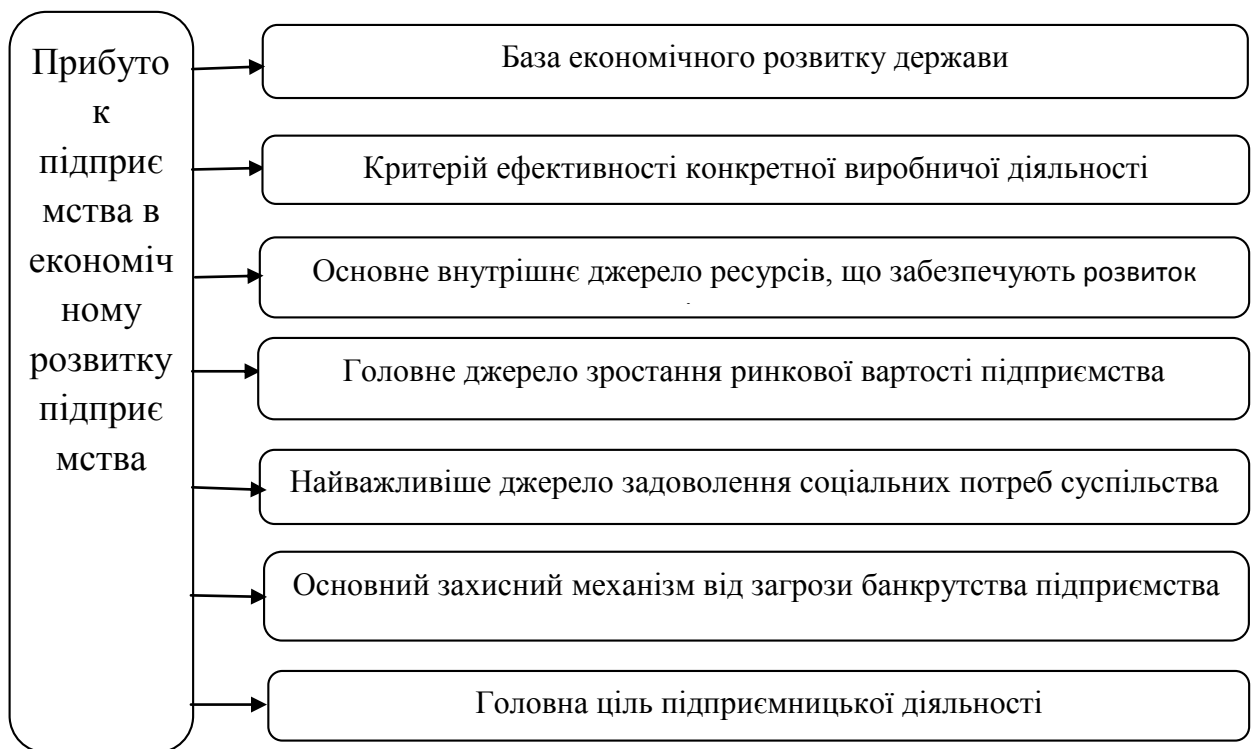 Прибуто
к
підприє
мства в
економіч
ному
розвитку
підприє
мства
База економічного розвитку держави
Критерій ефективності конкретної виробничої діяльності
Основне внутрішнє джерело ресурсів, що забезпечують розвиток
Головне джерело зростання ринкової вартості підприємства
Найважливіше джерело задоволення соціальних потреб суспільства
Основний захисний механізм від загрози банкрутства підприємства
Головна ціль підприємницької діяльності